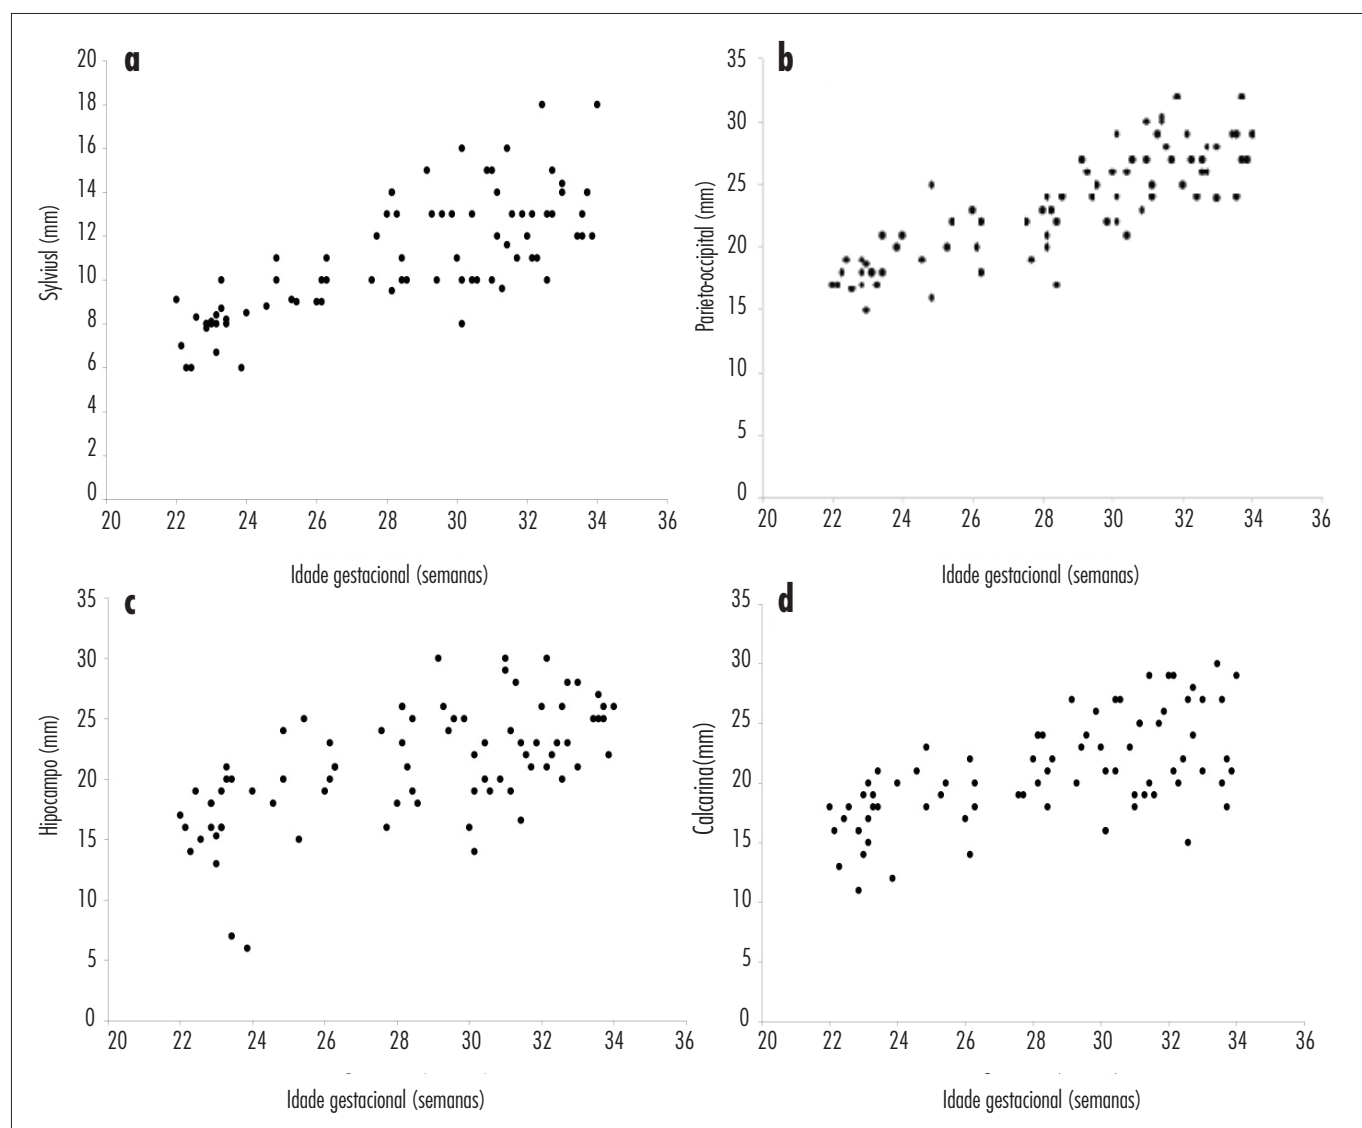 a
Sylviusl (mm)
20
18
16
14
12
10
8
6
4
2
0
20 22 24 26 28 30 32 34 36
Idade gestacional (semanas)
b
Parieto-occipital (mm)
35
30
25
20
15
10
5
0
20 22 24 26 28 30 32 34 36
Idade gestacional (semanas)
c
Hipocampo (mm)
35
30
25
20
15
10
5
0
20 22 24 26 28 30 32 34 36
Idade gestacional (semanas)
d
Calcarina(mm)
35
30
25
20
15
10
5
0
20 22 24 26 28 30 32 34 36
Idade gestacional (semanas)